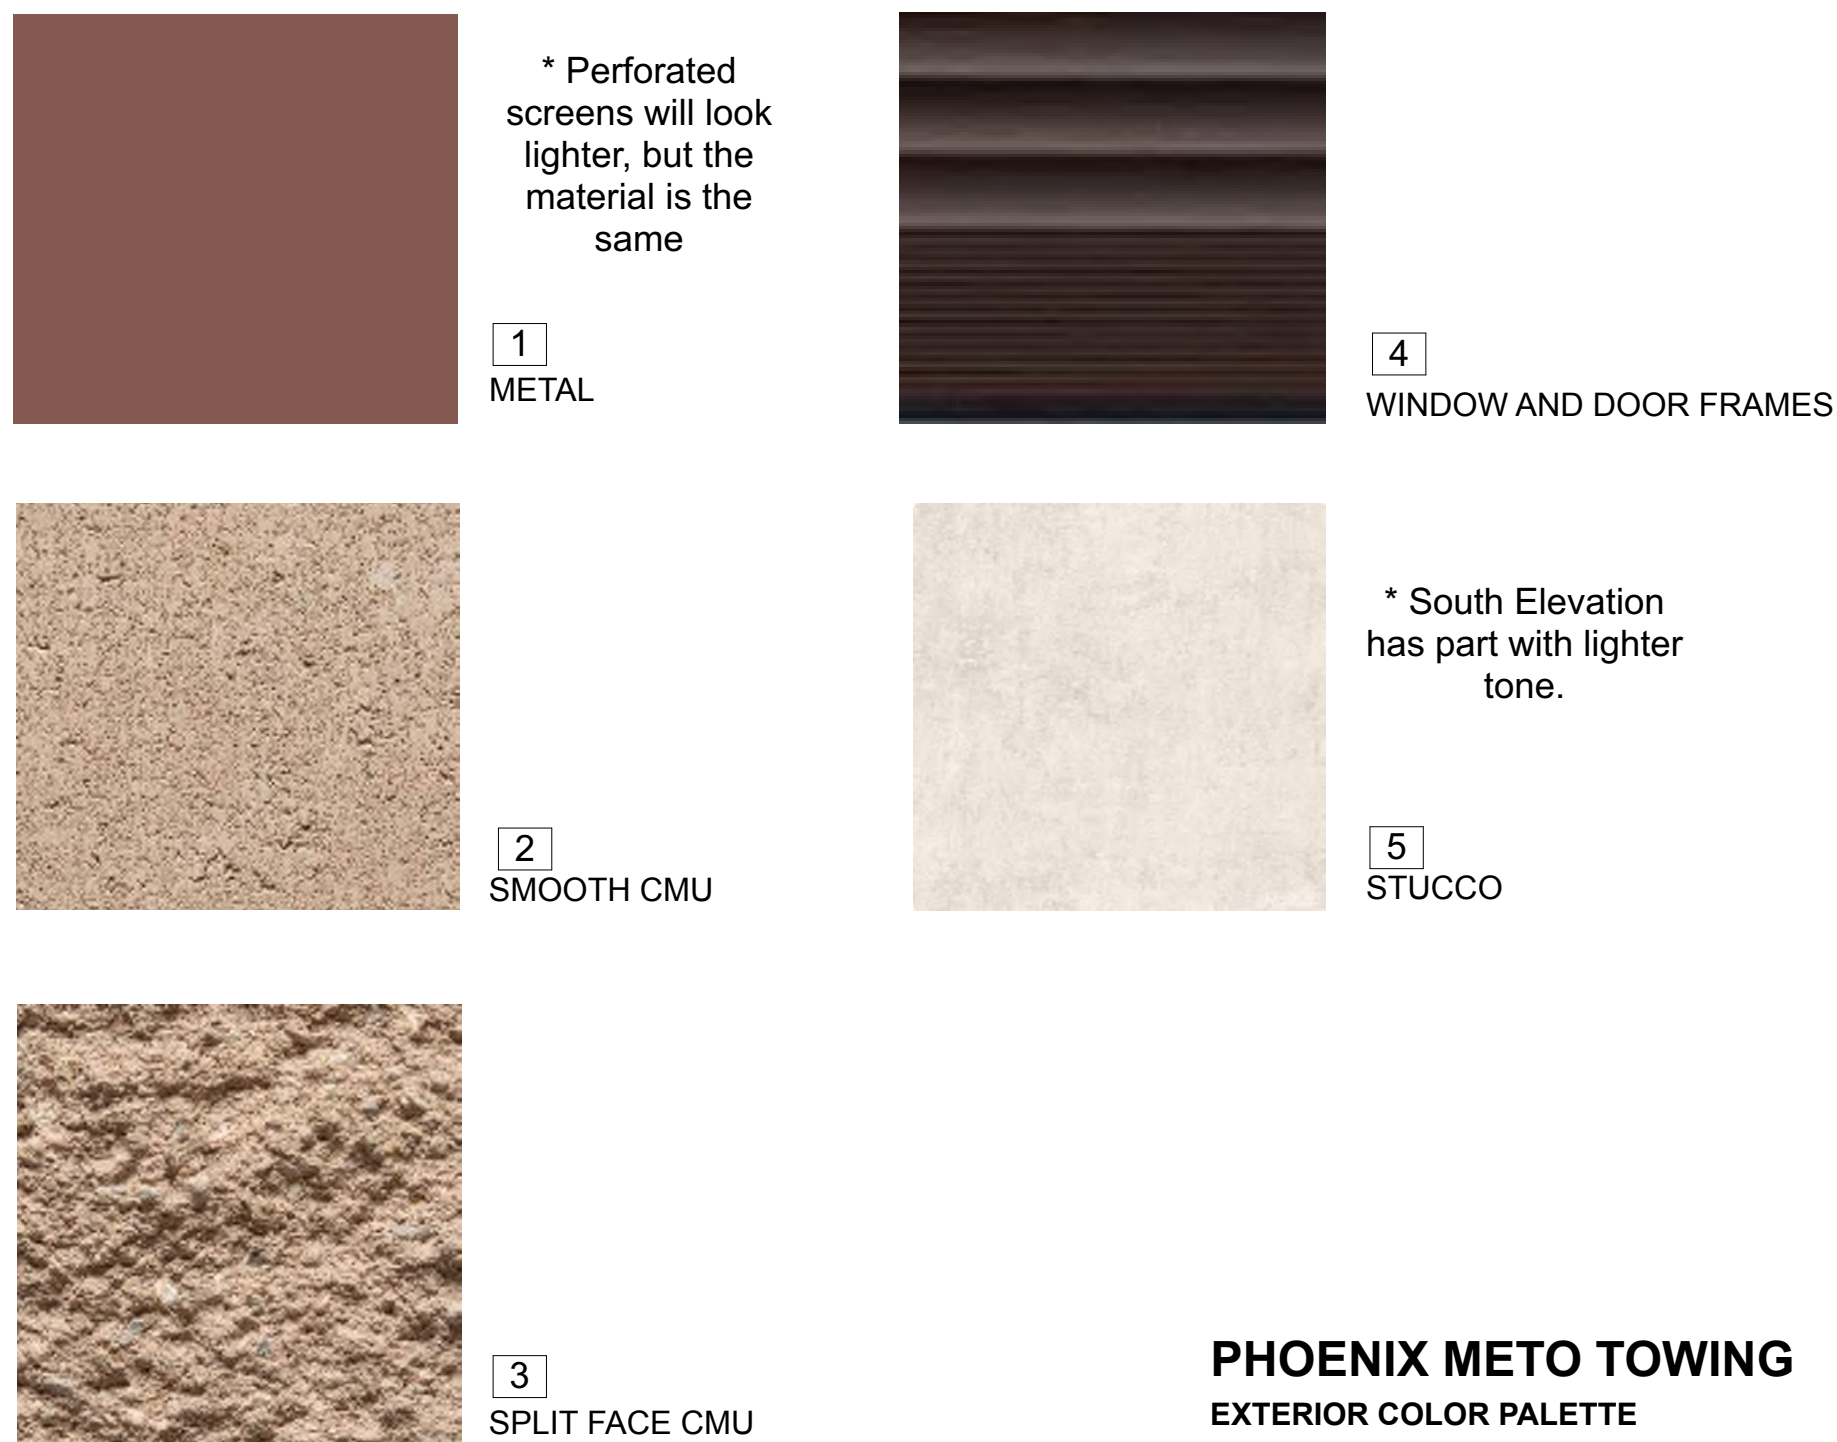 * Perforated
screens will look
lighter, but the
material is the
same
1
METAL
4
WINDOW AND DOOR FRAMES
2
SMOOTH CMU
* South Elevation
has part with lighter
tone.
5
STUCCO
3
SPLIT FACE CMU
PHOENIX METO TOWING
EXTERIOR COLOR PALETTE